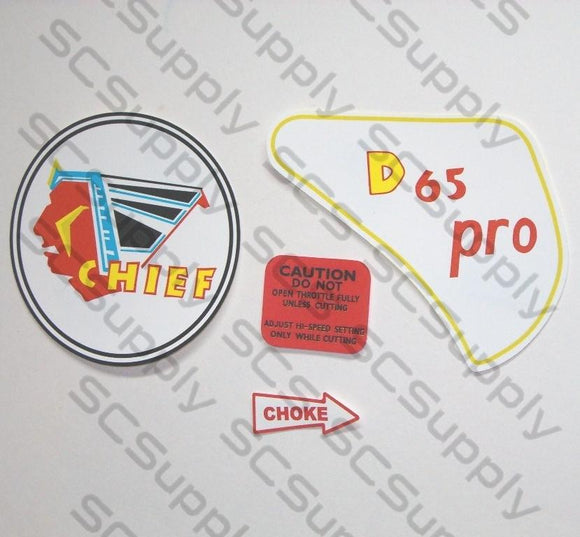 CHIEF
D 65
pro
CAUTION
DO NOT
OPEN THROTTLE FULLY
UNLESS CUTTING
ADJUST HI-SPEED SETTING
ONLY WHILE CUTTING
CHOKE
SCSupply